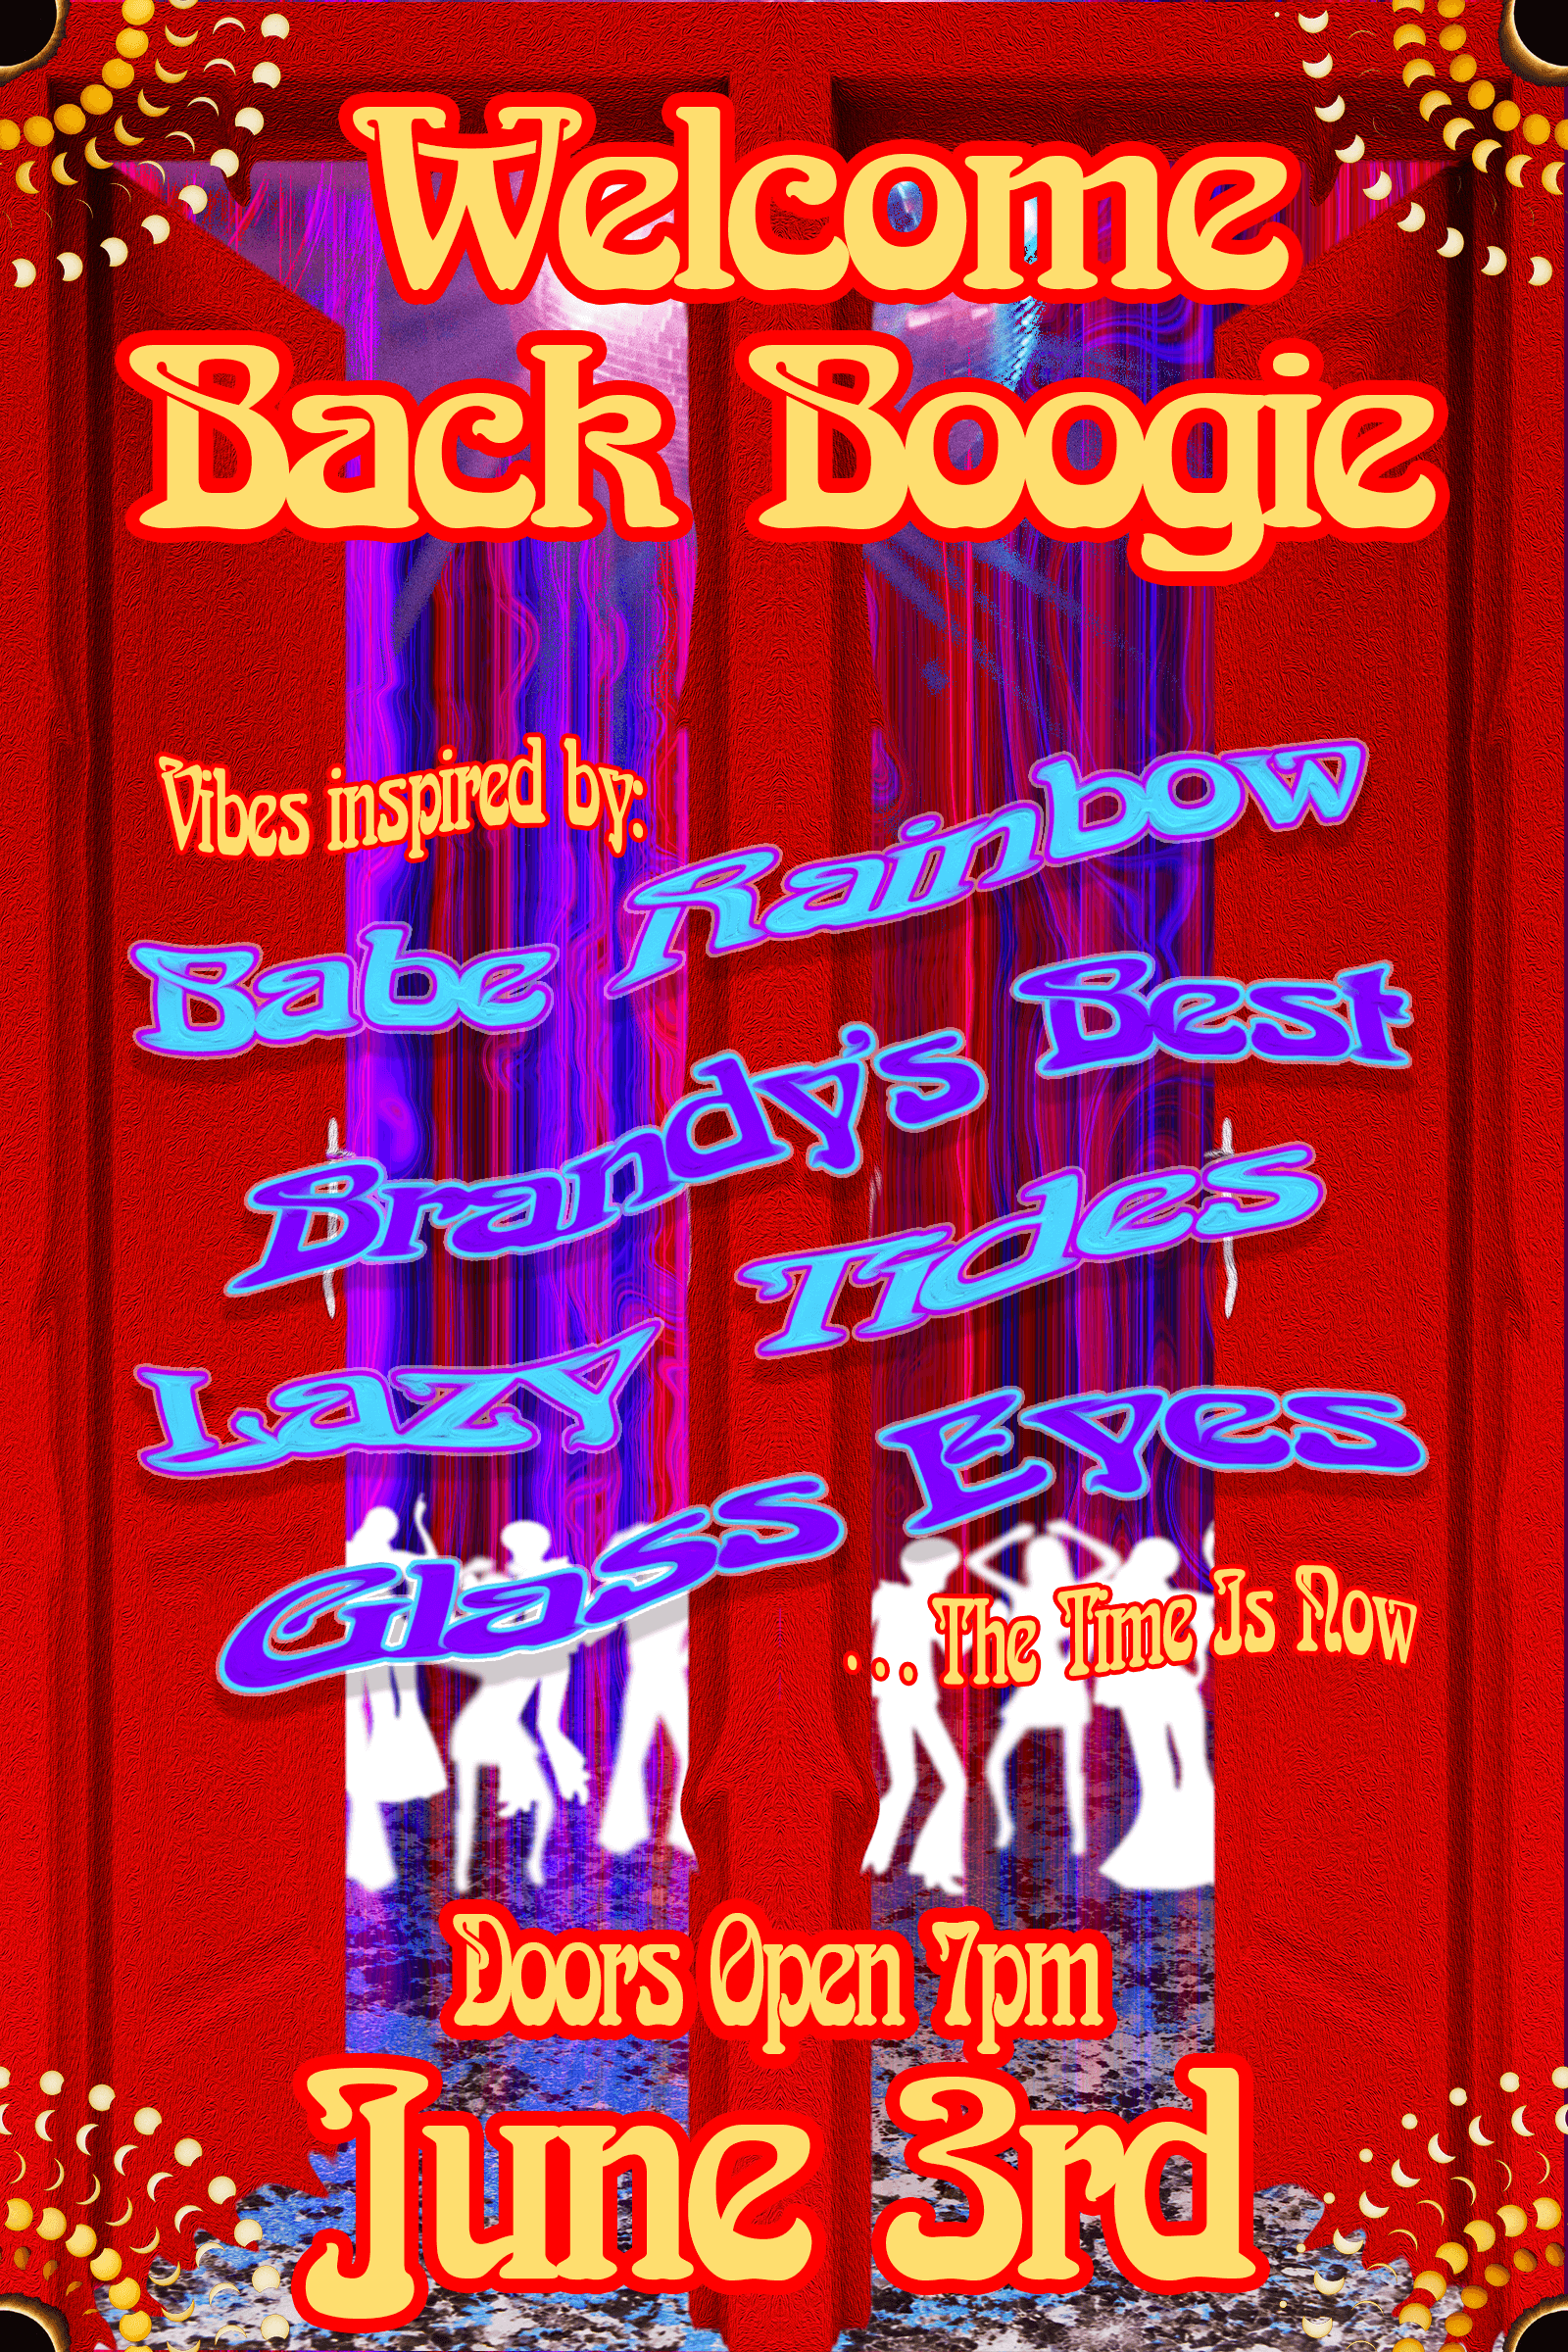 Welcome
Back Boogie
Vibes inspired by:
Babe Rainbow
Brandy's Best
Lazy Tides
Glass Eyes
...The Time Is Now
Doors Open 7pm
June 3rd